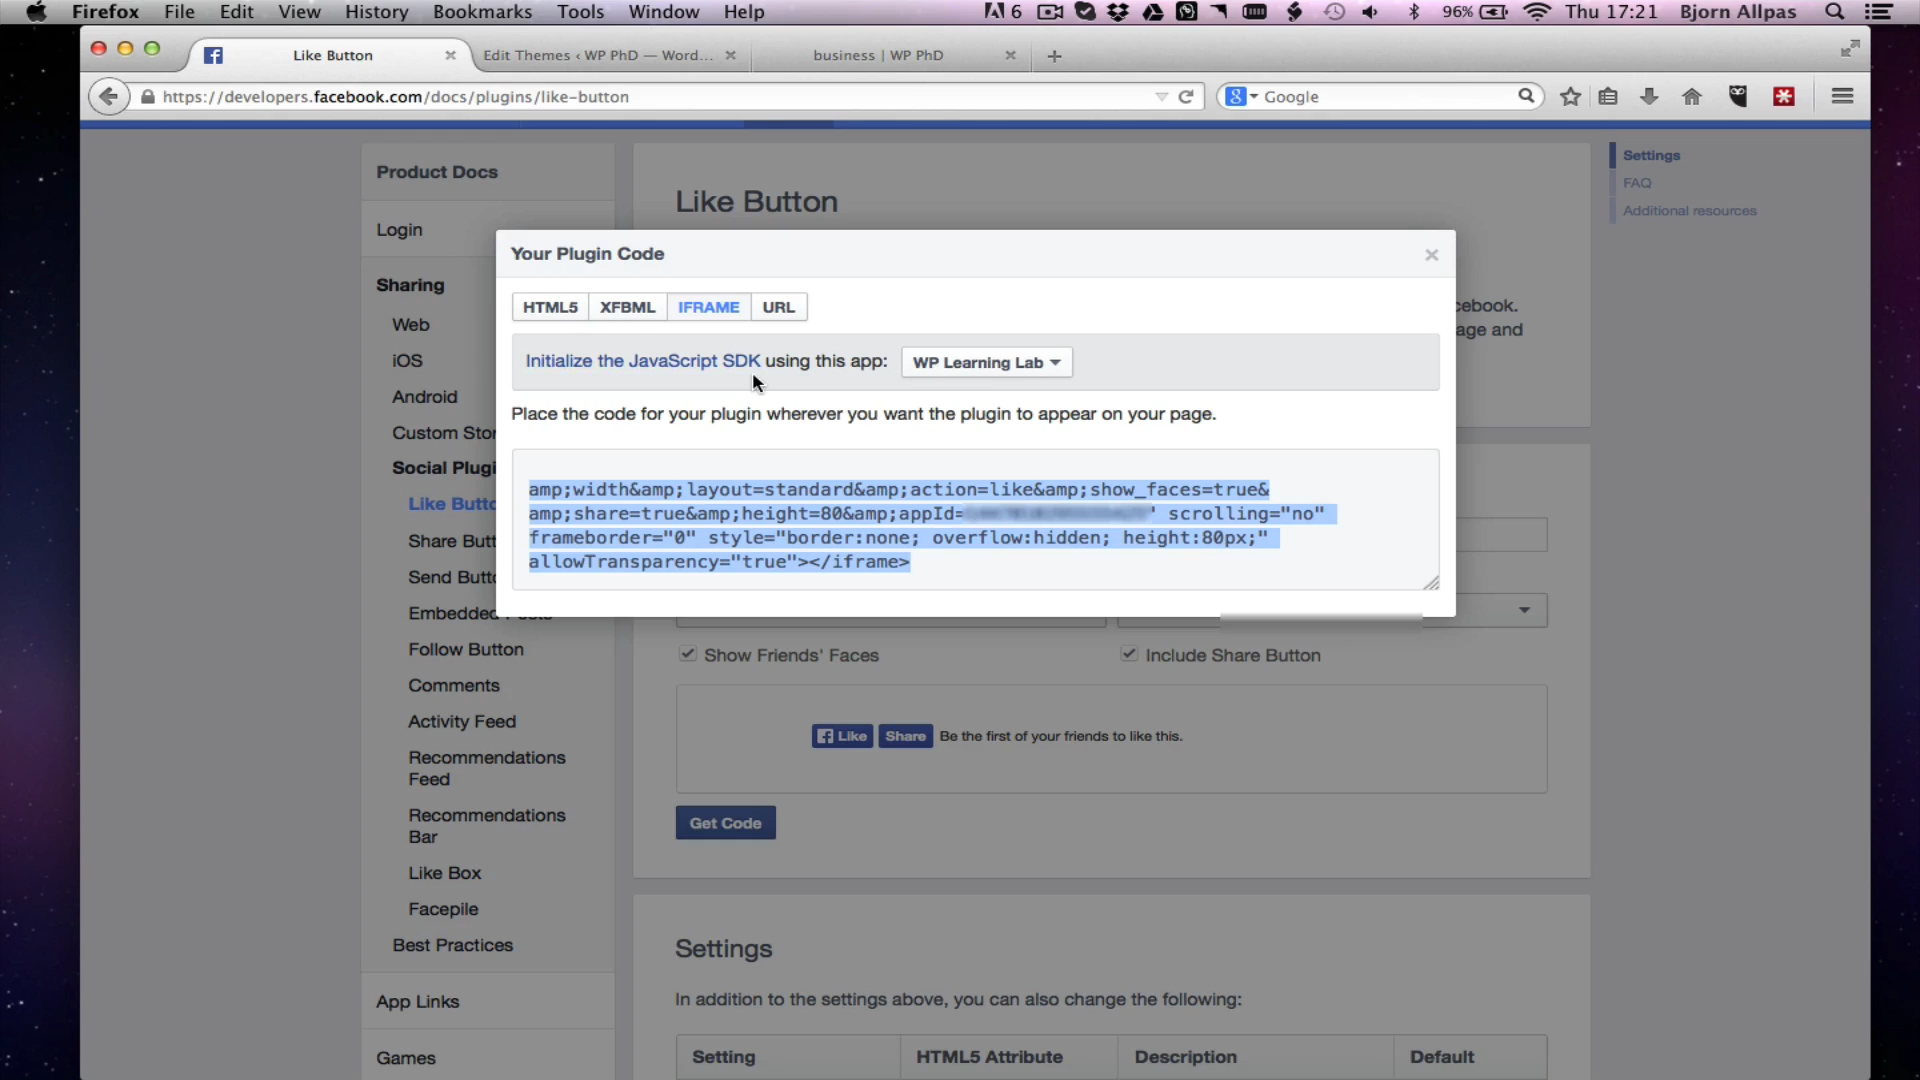 Firefox File Edit View History Bookmarks Tools Window Help 6 96% Thu 17:21 Bjorn Allpas
Like Button
Edit Themes ‹ WP PhD — Word...
business | WP PhD
https://developers.facebook.com/docs/plugins/like-button
Google
Product Docs
Login
Sharing
Web
iOS
Android
Custom Stor
Social Plugi
Like Butto
Share Butt
Send Butto
Embedded
Follow Button
Comments
Activity Feed
Recommendations
Feed
Recommendations
Bar
Like Box
Facepile
Best Practices
App Links
Games
Like Button
cebook.
age and
Your Plugin Code
HTML5 XFBML IFRAME URL
Initialize the JavaScript SDK using this app: WP Learning Lab
Place the code for your plugin wherever you want the plugin to appear on your page.
amp;width&amp;layout=standard&amp;action=like&amp;show_faces=true&
amp;share=true&amp;height=80&amp;appId= " scrolling="no"
frameborder="0" style="border:none; overflow:hidden; height:80px;"
allowTransparency="true"></iframe>
Show Friends' Faces
Include Share Button
Like Share Be the first of your friends to like this.
Get Code
Settings
In addition to the settings above, you can also change the following:
Setting HTML5 Attribute Description Default
Settings
FAQ
Additional resources